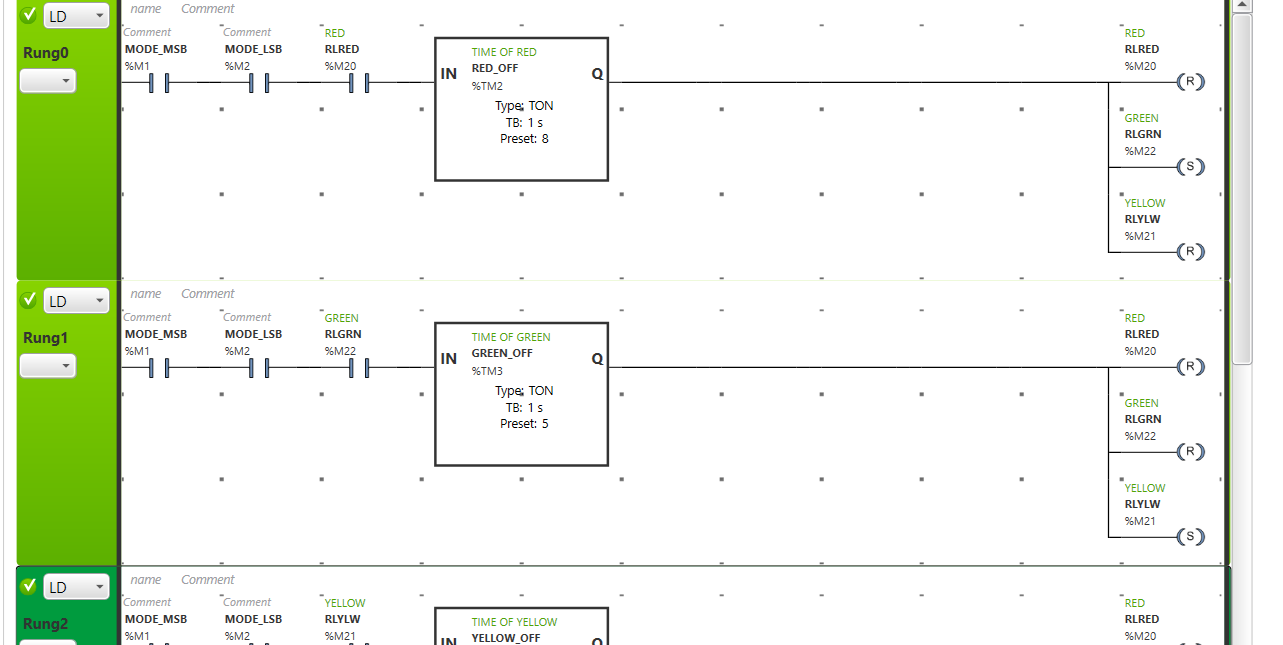 name Comment
LD
Comment Comment RED
MODE_MSB MODE_LSB RLRED
%M1 %M2 %M20
Rung0
TIME OF RED
IN RED_OFF Q
%TM2
Type: TON
TB: 1 s
Preset: 8
RED
RLRED
%M20
R
GREEN
RLGRN
%M22
S
YELLOW
RLYLW
%M21
R
name Comment
LD
Comment Comment GREEN
MODE_MSB MODE_LSB RLGRN
%M1 %M2 %M22
Rung1
TIME OF GREEN
IN GREEN_OFF Q
%TM3
Type: TON
TB: 1 s
Preset: 5
RED
RLRED
%M20
R
GREEN
RLGRN
%M22
R
YELLOW
RLYLW
%M21
S
name Comment
LD
Comment Comment YELLOW
MODE_MSB MODE_LSB RLYLW
%M1 %M2 %M21
Rung2
TIME OF YELLOW
IN YELLOW_OFF Q
RED
RLRED
%M20